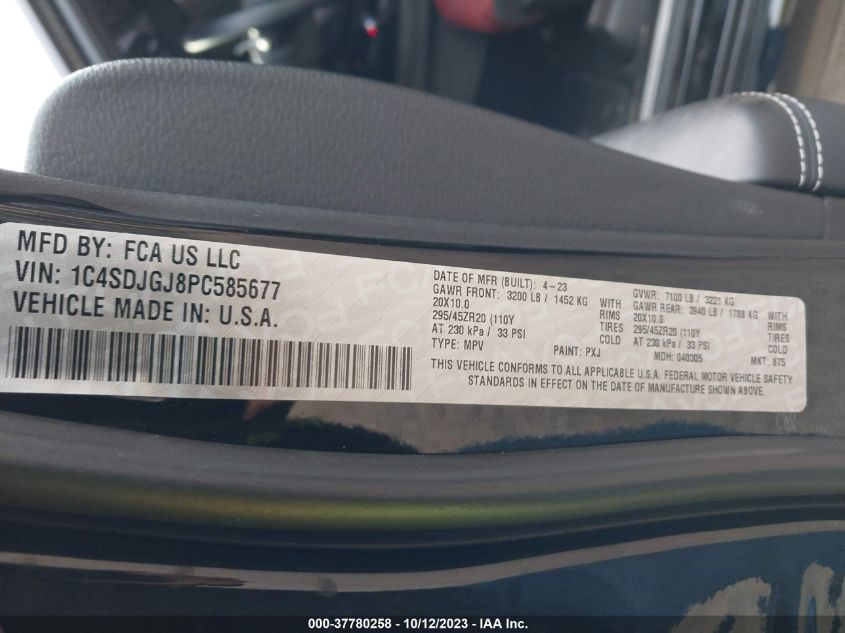 MFD BY: FCA US LLC
VIN: 1C4SDJGJ8PC585677
VEHICLE MADE IN: U.S.A.
DATE OF MFR (BUILT): 4-23
GAWR FRONT: 3200 LB / 1452 KG WITH
20X10.0 RIMS
295/45ZR20 (110Y TIRES
AT 230 kPa / 33 PSI COLD
TYPE: MPV PAINT: PXJ
GVWR: 7100 LB / 3221 KG
GAWR REAR: 3940 LB / 1788 KG WITH
20X10.0 RIMS
295/45ZR20 (110Y TIRES
AT 230 kPa / 33 PSI COLD
MDH: 040305 MKT: 875
THIS VEHICLE CONFORMS TO ALL APPLICABLE U.S.A. FEDERAL MOTOR VEHICLE SAFETY
STANDARDS IN EFFECT ON THE DATE OF MANUFACTURE SHOWN ABOVE.
000-37780258 - 10/12/2023 - IAA Inc.